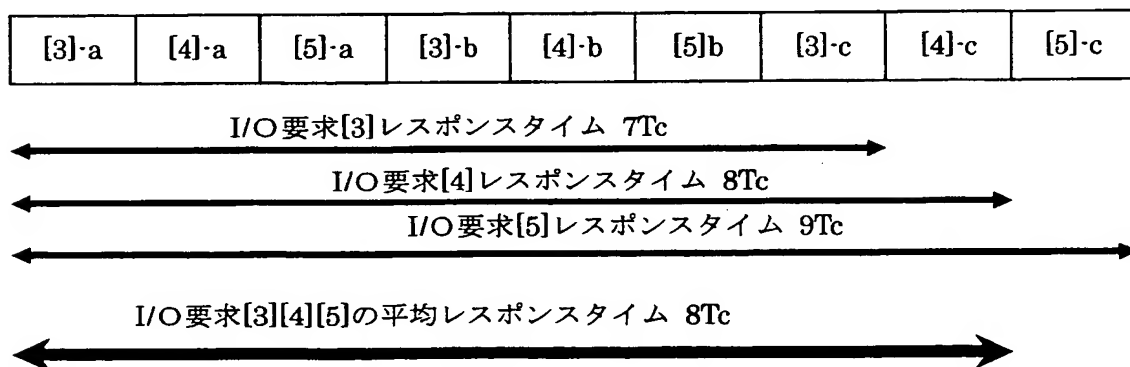 [3]-a [4]-a [5]-a [3]-b [4]-b [5]b [3]-c [4]-c [5]-c
I/O要求[3]レスポンスタイム 7Tc
I/O要求[4]レスポンスタイム 8Tc
I/O要求[5]レスポンスタイム 9Tc
I/O要求[3][4][5]の平均レスポンスタイム 8Tc